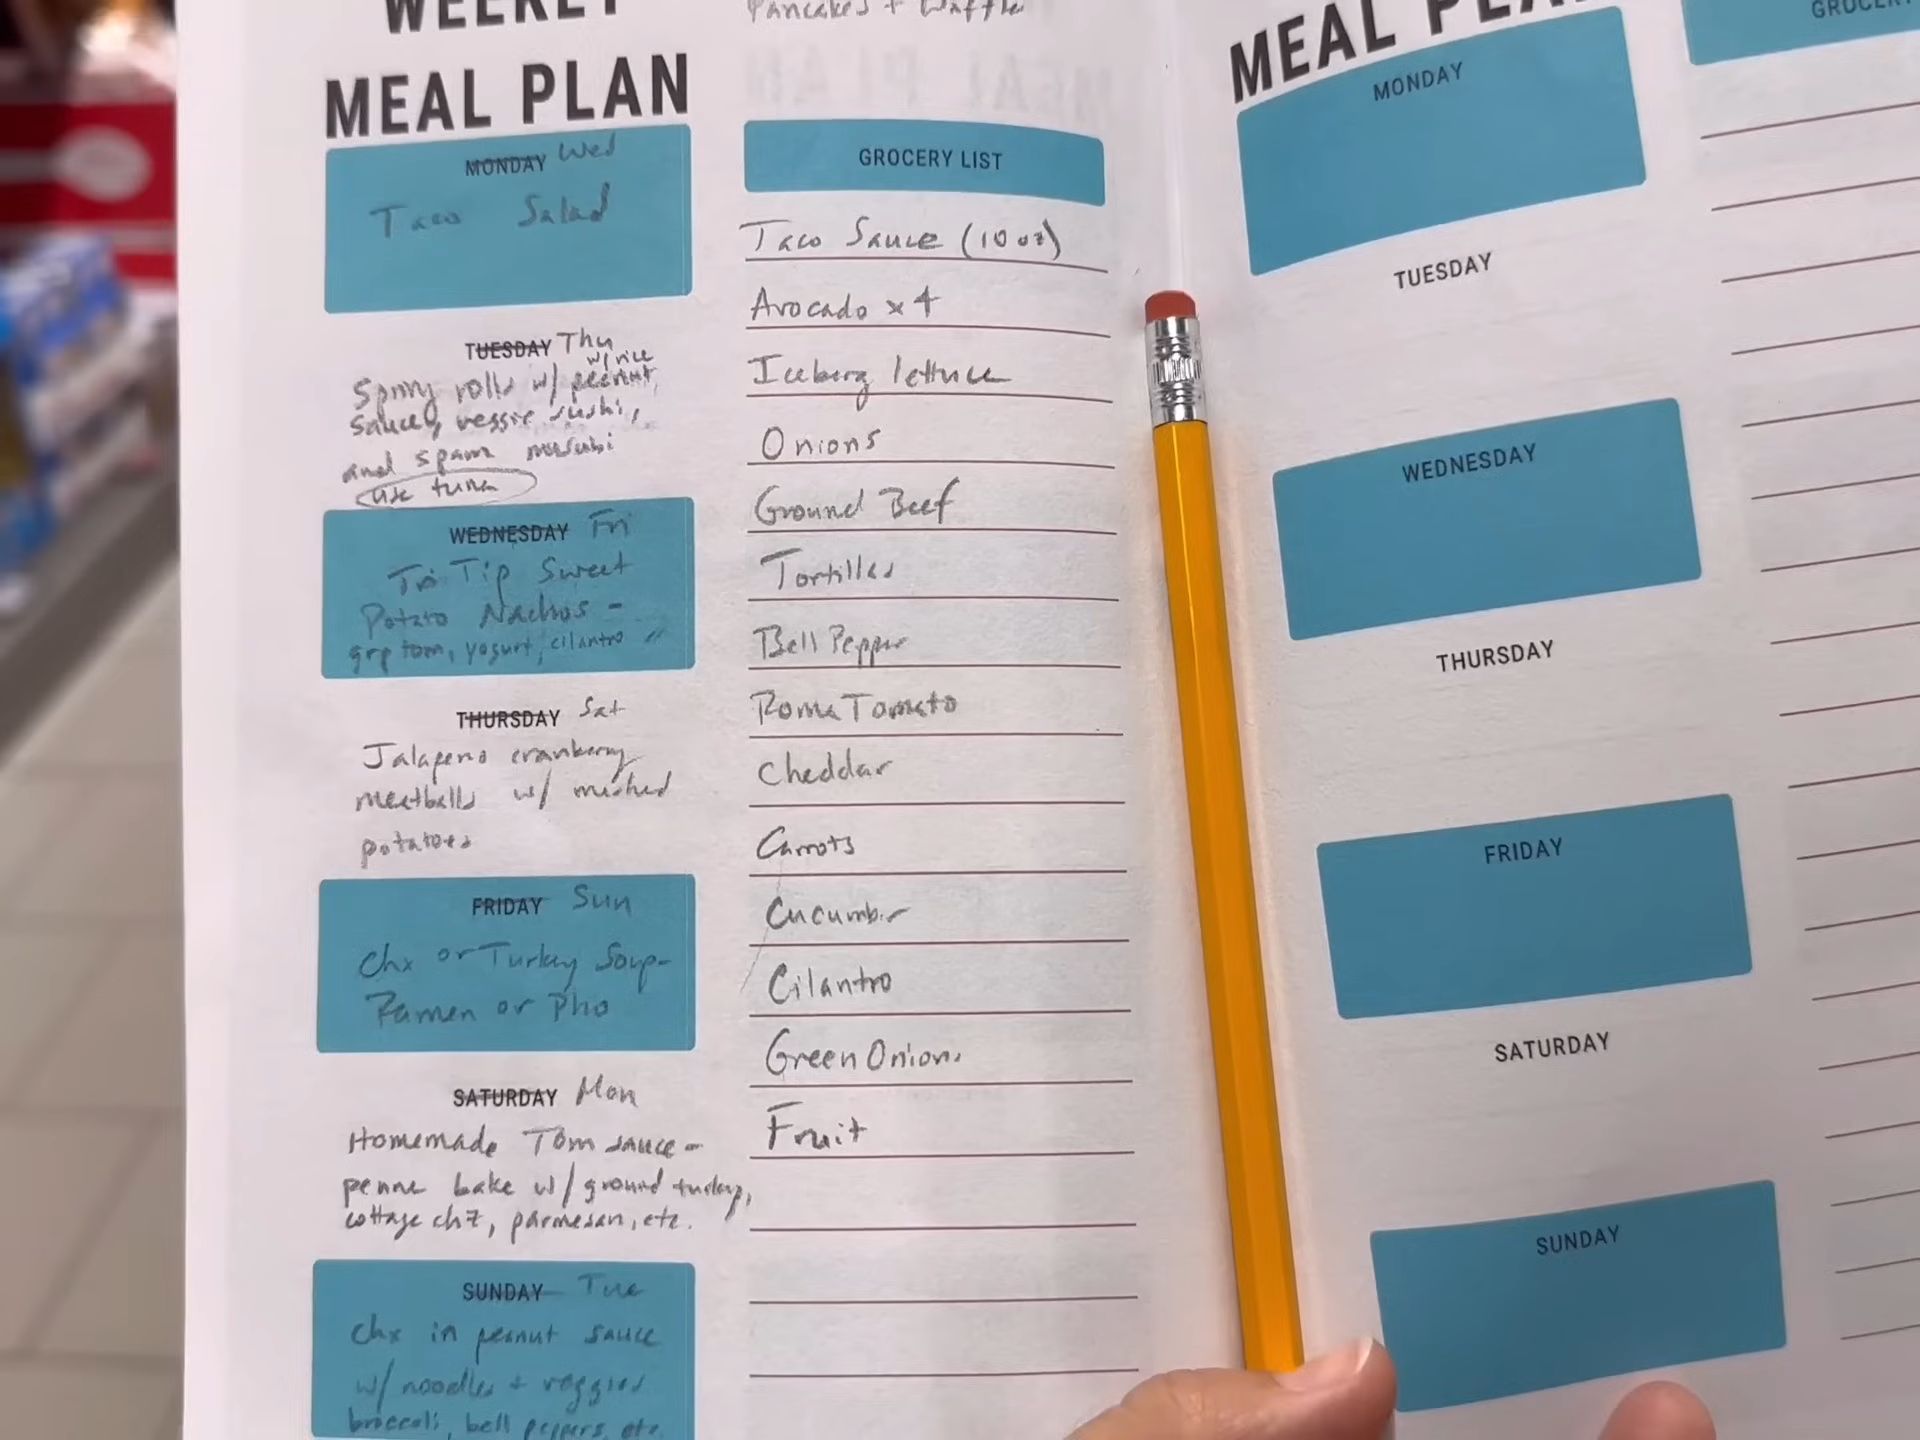 WEEKLY
MEAL PLAN
MONDAY Wed
Taco Salad
TUESDAY Thu
w/ rice
Spring rolls w/ peanut
sauce, veggie sushi,
and spam musubi
use tuna
WEDNESDAY Fri
Tri Tip Sweet
Potato Nachos -
grp tom, yogurt, cilantro
THURSDAY Sat
Jalapeno cranberry
meatballs w/ mashed
potatoes
FRIDAY Sun
Chx or Turkey Soup-
Ramen or Pho
SATURDAY Mon
Homemade Tom sauce -
penne bake w/ ground turkey,
cottage chz, parmesan, etc.
SUNDAY Tue
Chx in peanut sauce
w/ noodles + veggies
broccoli, bell peppers, etc.
Pancakes + Waffle
GROCERY LIST
Taco Sauce (10 oz)
Avocado x 4
Iceberg lettuce
Onions
Ground Beef
Tortillas
Bell Pepper
Roma Tomato
Cheddar
Carrots
Cucumber
Cilantro
Green Onions
Fruit
MEAL PLAN
MONDAY
TUESDAY
WEDNESDAY
THURSDAY
FRIDAY
SATURDAY
SUNDAY
GROCERY